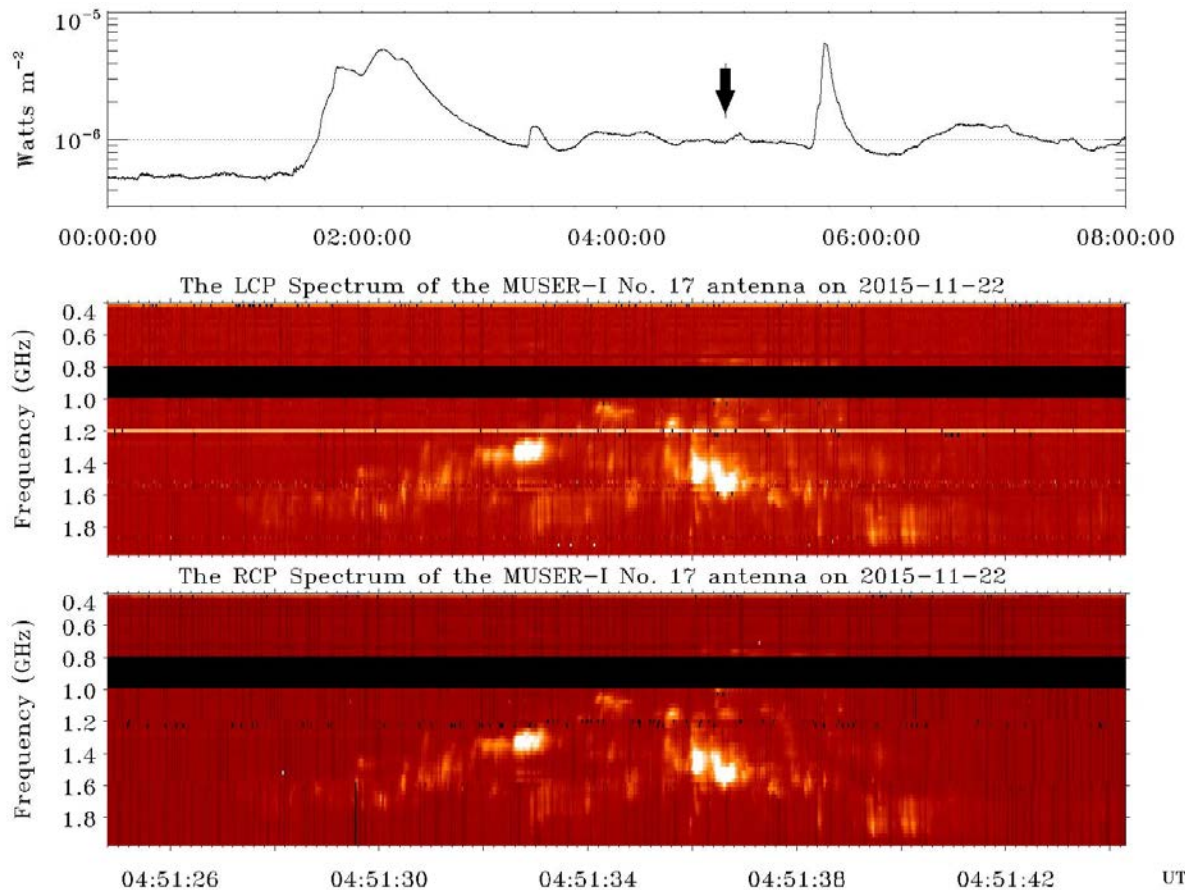 10⁻⁵
Watts m⁻²
10⁻⁶
00:00:00 02:00:00 04:00:00 06:00:00 08:00:00
The LCP Spectrum of the MUSER-I No. 17 antenna on 2015-11-22
Frequency (GHz)
0.4
0.6
0.8
1.0
1.2
1.4
1.6
1.8
The RCP Spectrum of the MUSER-I No. 17 antenna on 2015-11-22
Frequency (GHz)
0.4
0.6
0.8
1.0
1.2
1.4
1.6
1.8
04:51:26 04:51:30 04:51:34 04:51:38 04:51:42 UT